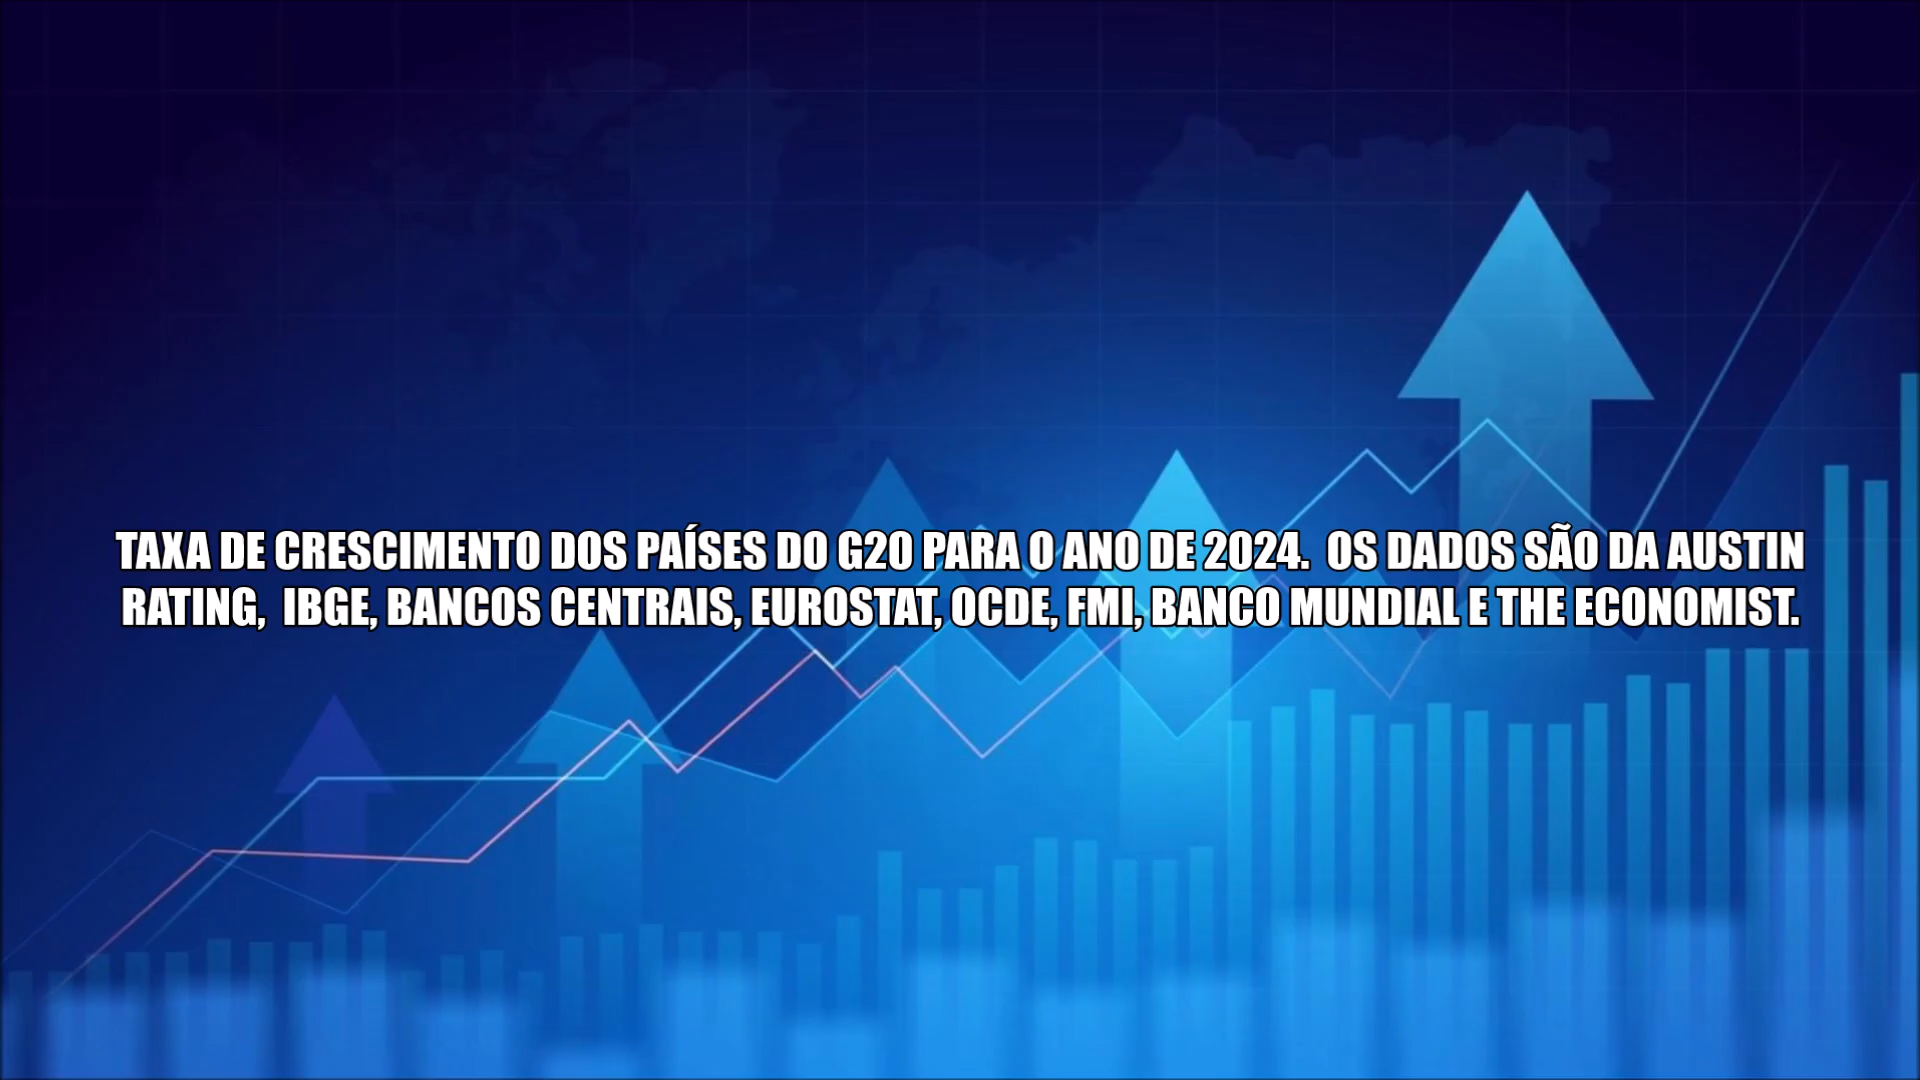 TAXA DE CRESCIMENTO DOS PAÍSES DO G20 PARA O ANO DE 2024. OS DADOS SÃO DA AUSTIN
RATING, IBGE, BANCOS CENTRAIS, EUROSTAT, OCDE, FMI, BANCO MUNDIAL E THE ECONOMIST.